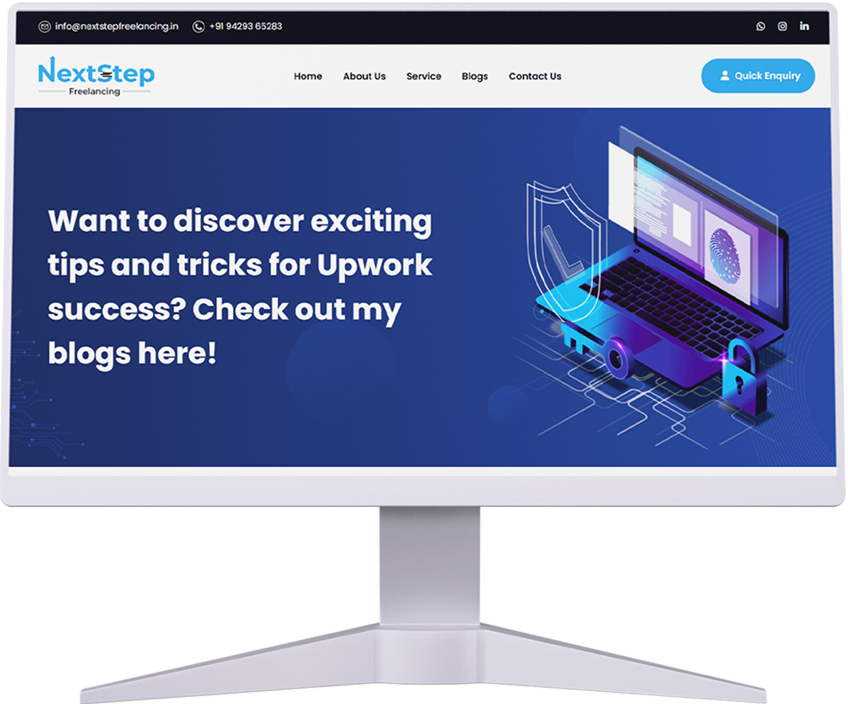 info@nextstepfreelancing.in +91 94293 65283
NextStep
Freelancing
Home About Us Service Blogs Contact Us
Quick Enquiry
Want to discover exciting
tips and tricks for Upwork
success? Check out my
blogs here!